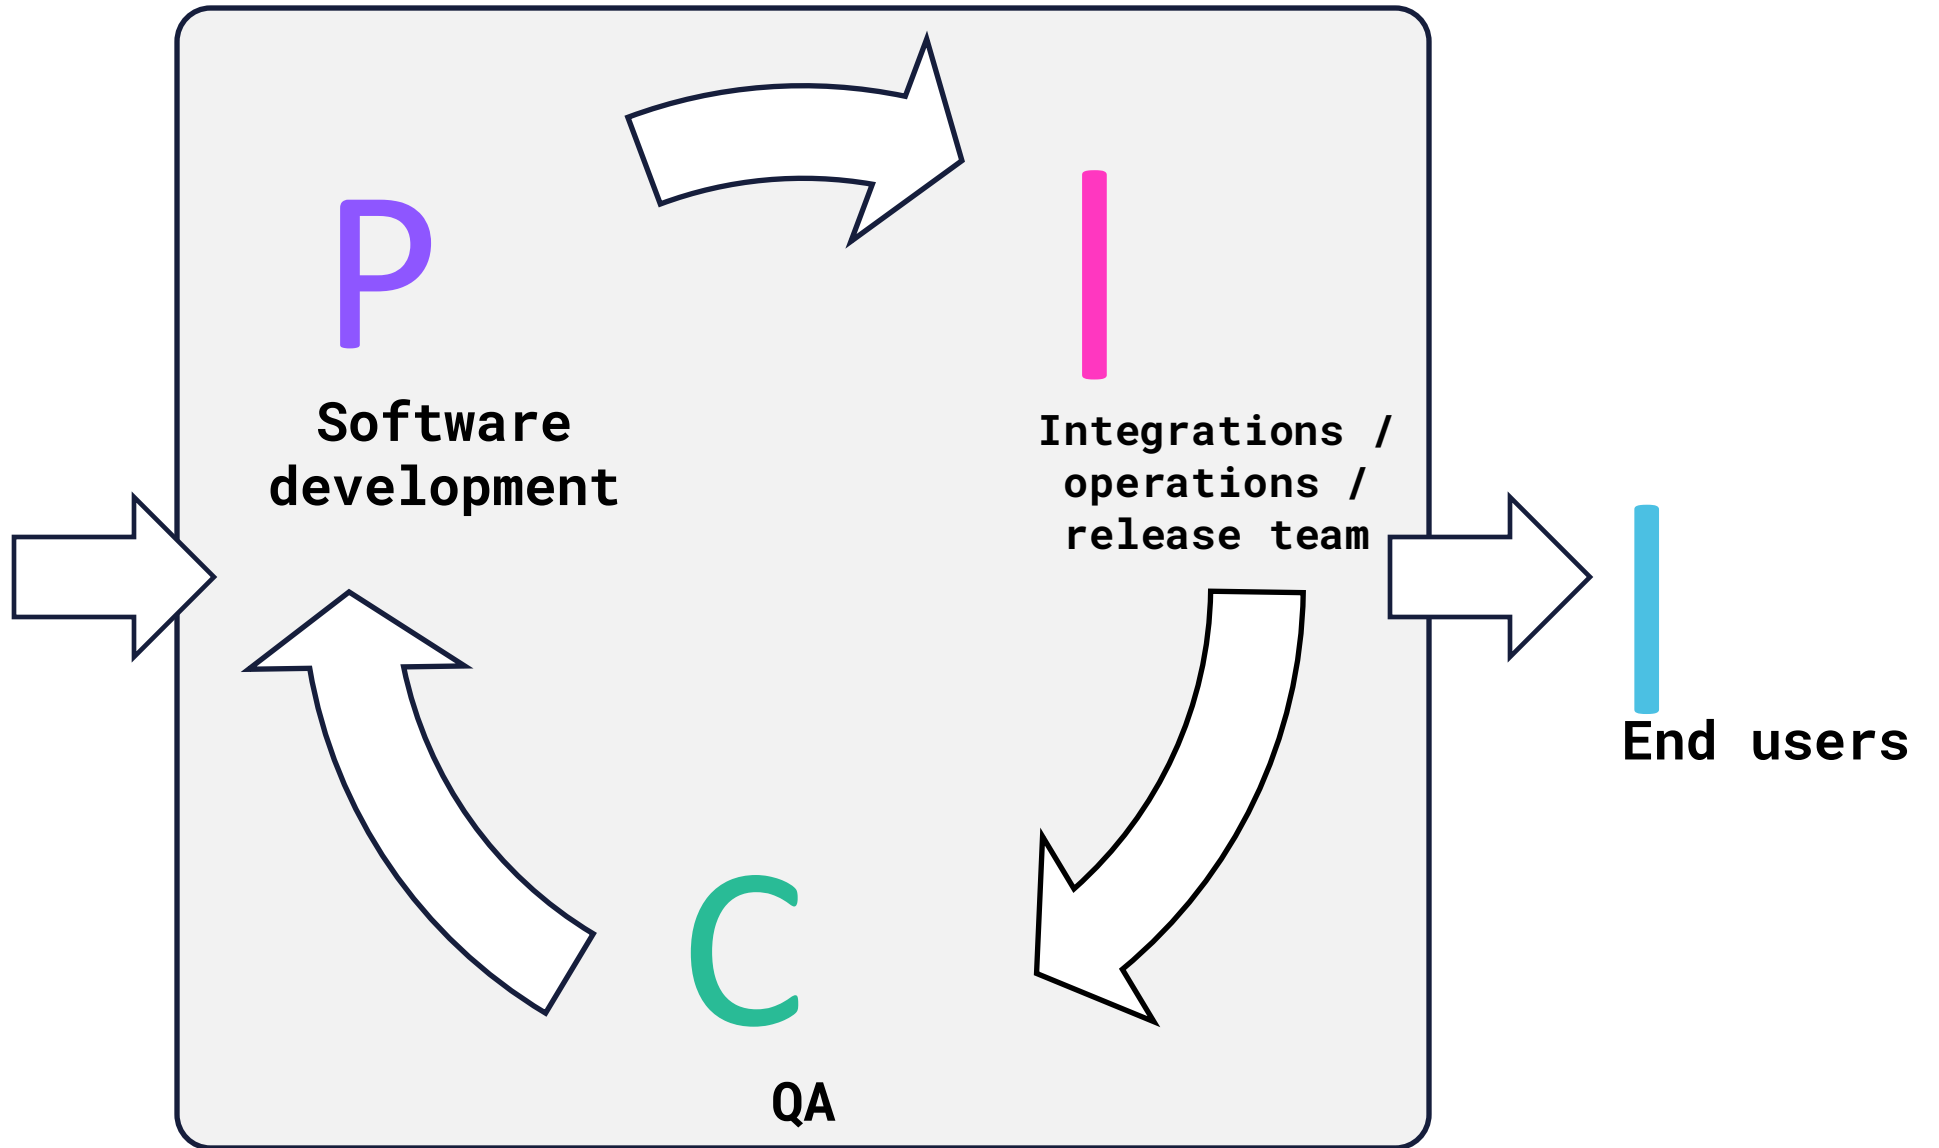 P
Software
development
I
Integrations /
operations /
release team
C
QA
I
End users